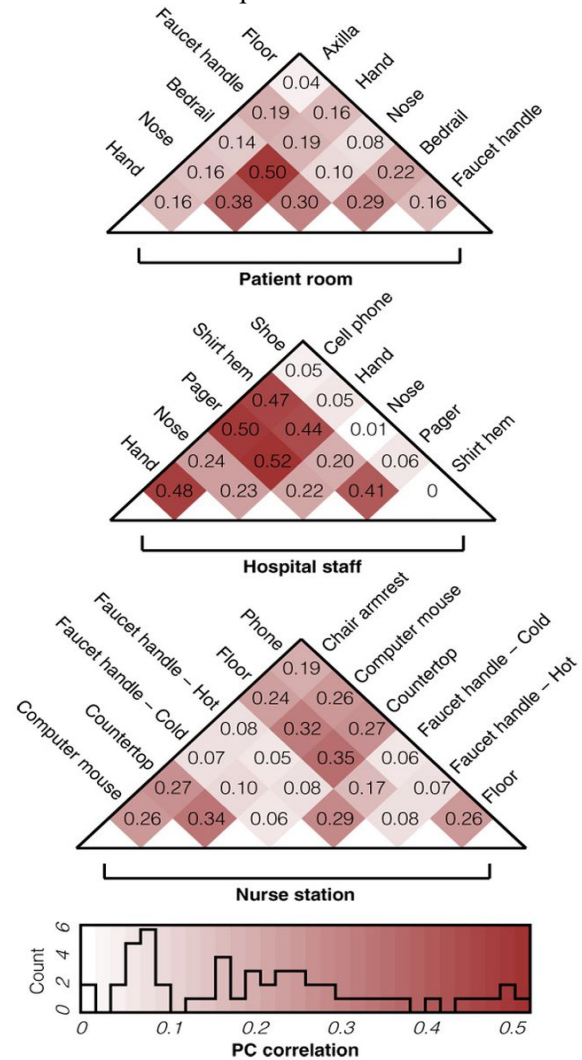 Floor Axilla
Faucet handle Hand
Bedrail Nose
Nose Bedrail
Hand Faucet handle
0.04
0.19 0.16
0.14 0.19 0.08
0.16 0.50 0.10 0.22
0.16 0.38 0.30 0.29 0.16
Patient room
Shoe Cell phone
Shirt hem Hand
Pager Nose
Nose Pager
Hand Shirt hem
0.05
0.47 0.05
0.50 0.44 0.01
0.24 0.52 0.20 0.06
0.48 0.23 0.22 0.41 0
Hospital staff
Phone Chair armrest
Floor Computer mouse
Faucet handle – Hot Countertop
Faucet handle – Cold Faucet handle – Cold
Countertop Faucet handle – Hot
Computer mouse Floor
0.19
0.24 0.26
0.08 0.32 0.27
0.07 0.05 0.35 0.06
0.27 0.10 0.08 0.17 0.07
0.26 0.34 0.06 0.29 0.08 0.26
Nurse station
Count
6
4
2
0
0 0.1 0.2 0.3 0.4 0.5
PC correlation